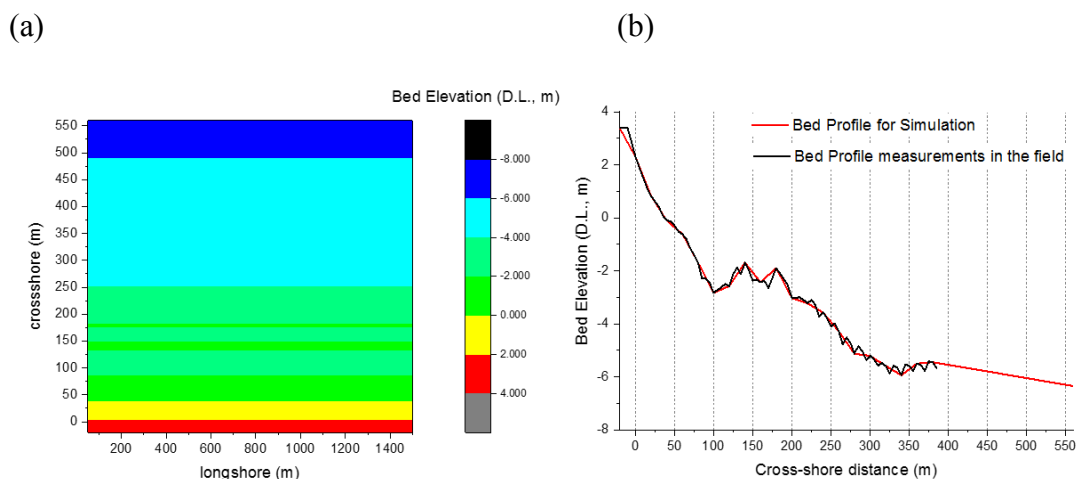 (a)
(b)
Bed Elevation (D.L., m)
-8.000
-6.000
-4.000
-2.000
0.000
2.000
4.000
550
500
450
400
350
300
250
200
150
100
50
0
crosshore (m)
200 400 600 800 1000 1200 1400
longshore (m)
Bed Profile for Simulation
Bed Profile measurements in the field
4
2
0
-2
-4
-6
-8
Bed Elevation (D.L., m)
0 50 100 150 200 250 300 350 400 450 500 550
Cross-shore distance (m)